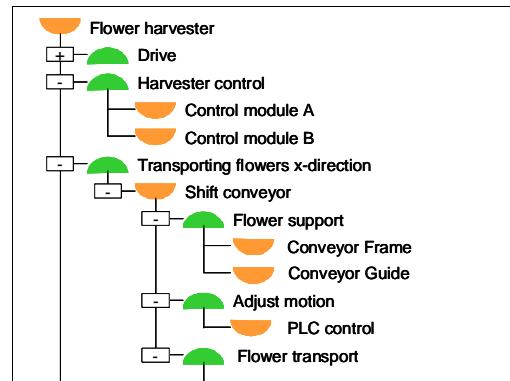 Flower harvester
+ Drive
- Harvester control
Control module A
Control module B
- Transporting flowers x-direction
- Shift conveyor
- Flower support
Conveyor Frame
Conveyor Guide
- Adjust motion
PLC control
- Flower transport